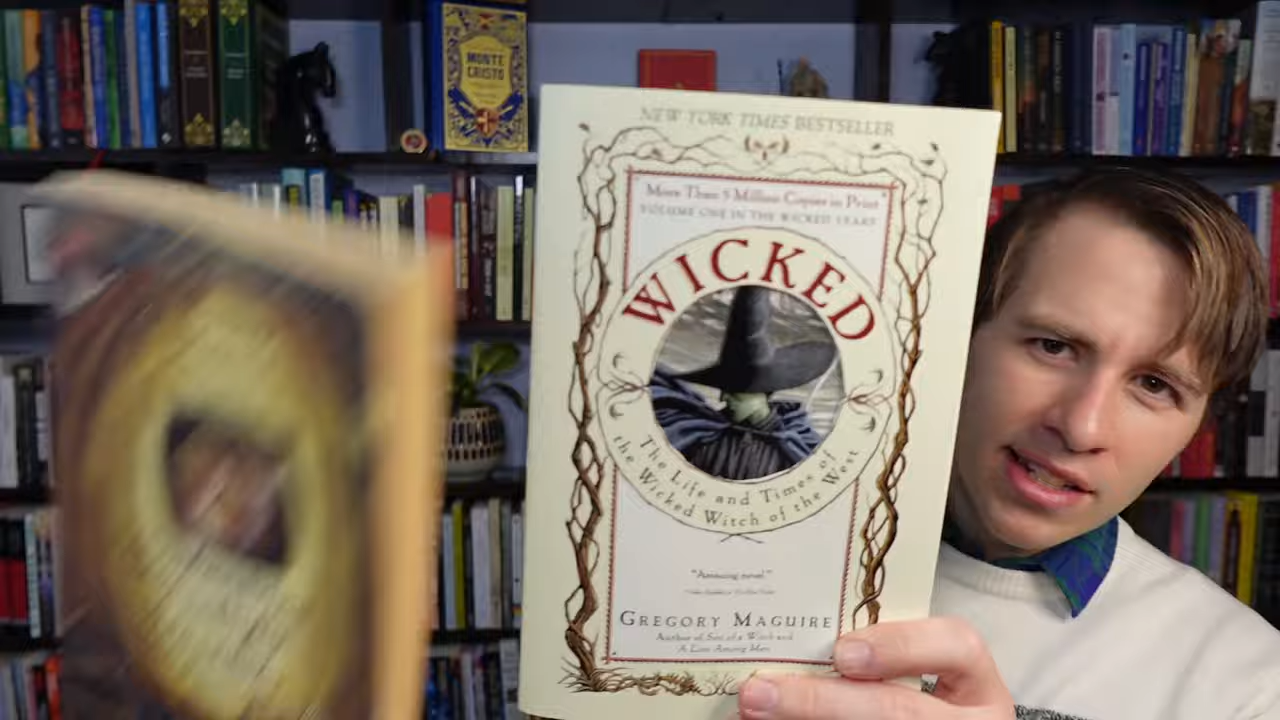 MONTE
CRISTO
NEW YORK TIMES BESTSELLER
More Than 5 Million Copies in Print
VOLUME ONE IN THE WICKED YEARS
WICKED
The Life and Times of
the Wicked Witch of the West
"Amazing novel."
GREGORY MAGUIRE
Author of Son of a Witch and
A Lion Among Men